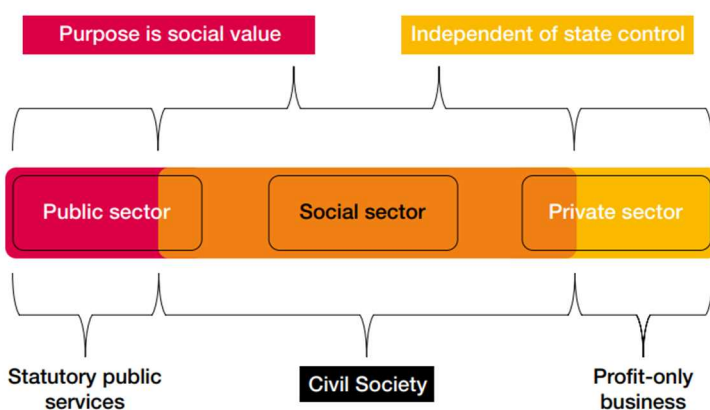 Purpose is social value
Independent of state control
Public sector
Social sector
Private sector
Statutory public
services
Civil Society
Profit-only
business